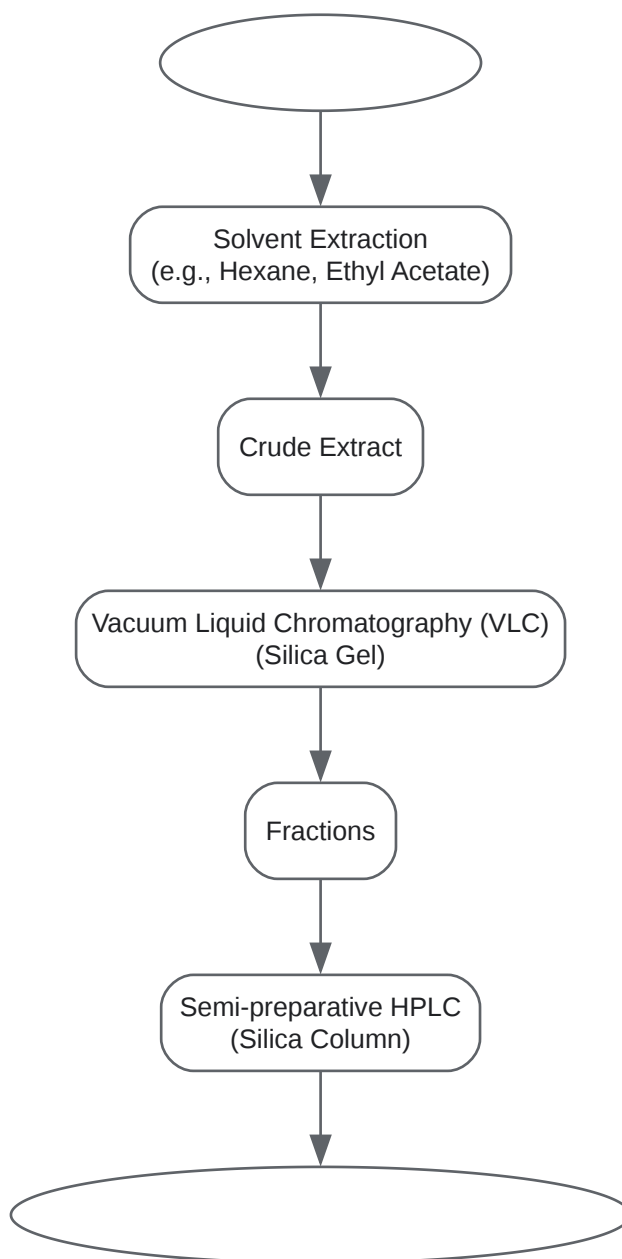 Solvent Extraction
(e.g., Hexane, Ethyl Acetate)
Crude Extract
Vacuum Liquid Chromatography (VLC)
(Silica Gel)
Fractions
Semi-preparative HPLC
(Silica Column)